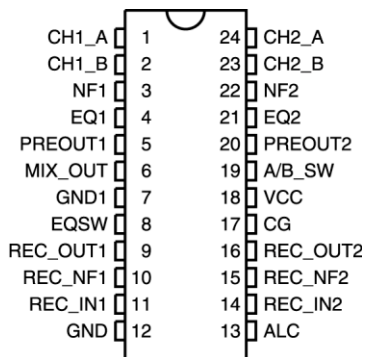 CH1_A 1 24 CH2_A
CH1_B 2 23 CH2_B
NF1 3 22 NF2
EQ1 4 21 EQ2
PREOUT1 5 20 PREOUT2
MIX_OUT 6 19 A/B_SW
GND1 7 18 VCC
EQSW 8 17 CG
REC_OUT1 9 16 REC_OUT2
REC_NF1 10 15 REC_NF2
REC_IN1 11 14 REC_IN2
GND 12 13 ALC